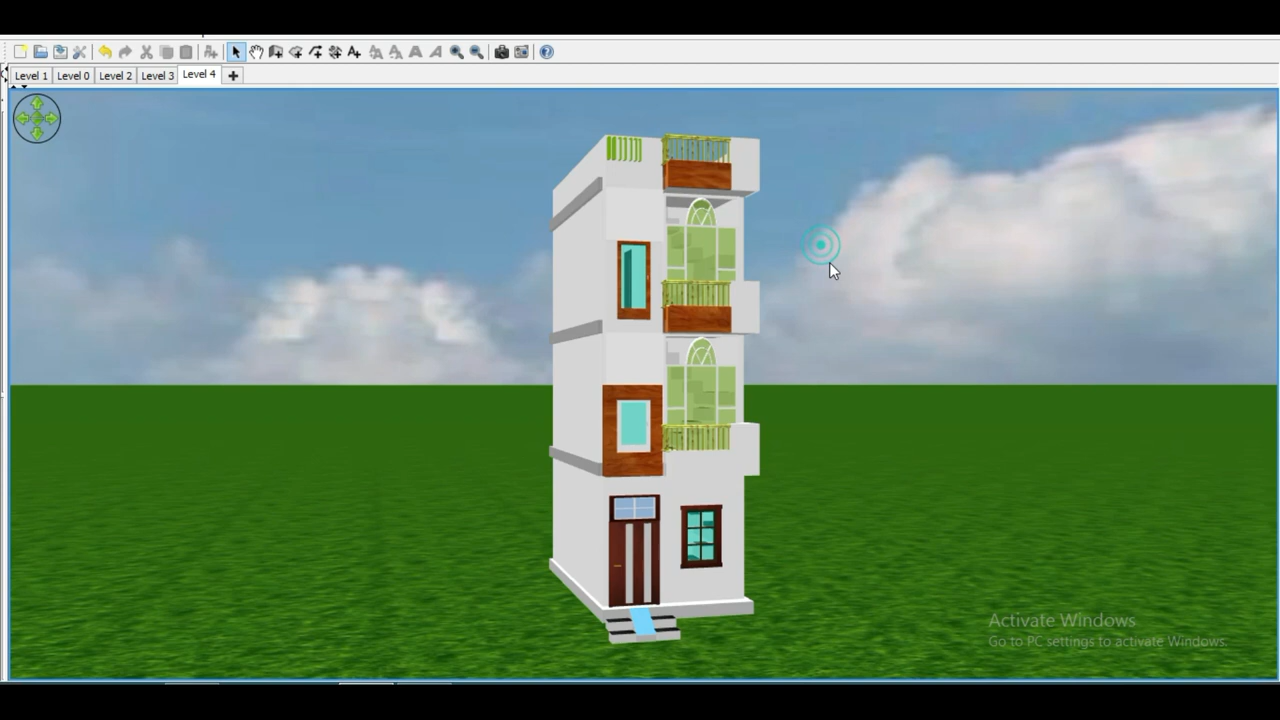 Level 1 Level 0 Level 2 Level 3 Level 4
Activate Windows
Go to PC settings to activate Windows.